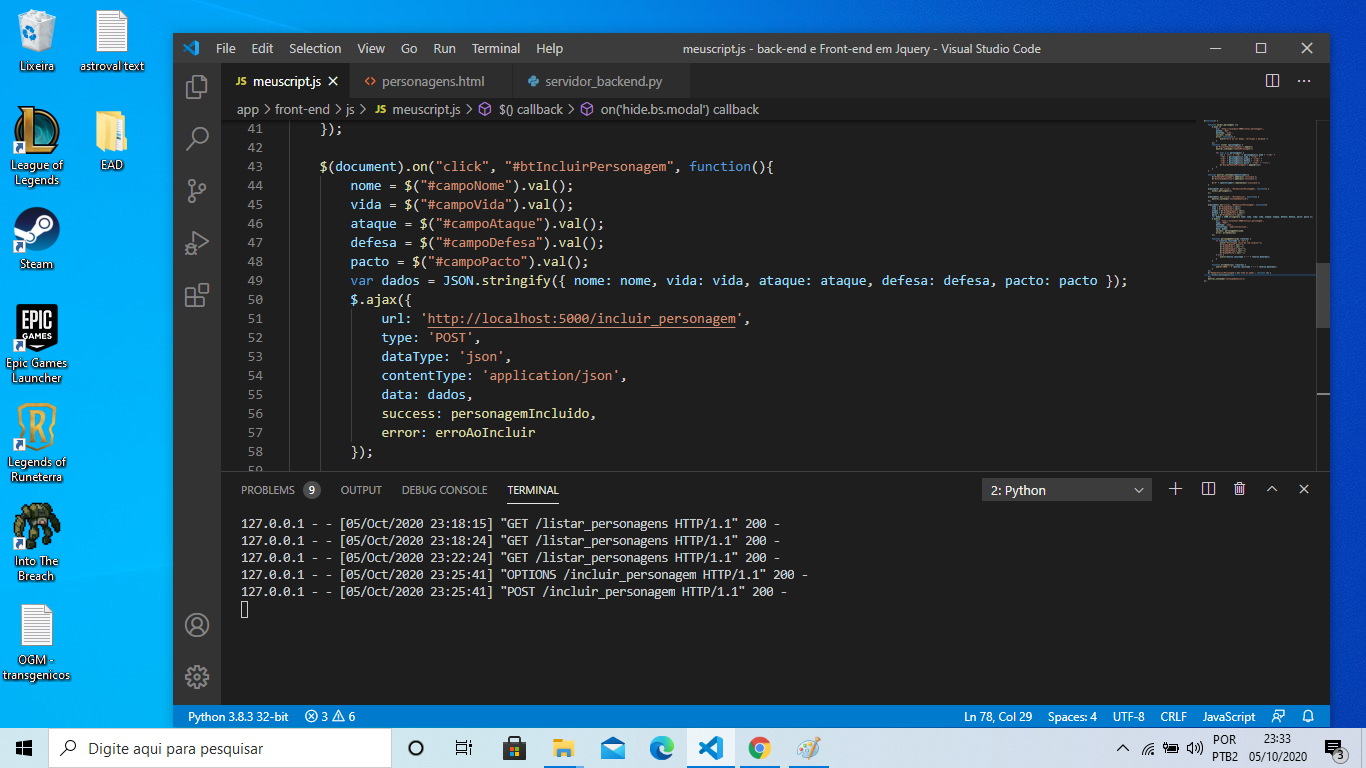 Lixeira
astroval text
League of
Legends
EAD
Steam
EPIC
GAMES
Epic Games
Launcher
Legends of
Runeterra
Into The
Breach
OGM -
transgenicos
File Edit Selection View Go Run Terminal Help
meuscript.js - back-end e Front-end em Jquery - Visual Studio Code
JS meuscript.js
<> personagens.html
servidor_backend.py
app > front-end > js > JS meuscript.js > $() callback > on('hide.bs.modal') callback
41 });
42
43 $(document).on("click", "#btIncluirPersonagem", function(){
44 nome = $("#campoNome").val();
45 vida = $("#campoVida").val();
46 ataque = $("#campoAtaque").val();
47 defesa = $("#campoDefesa").val();
48 pacto = $("#campoPacto").val();
49 var dados = JSON.stringify({ nome: nome, vida: vida, ataque: ataque, defesa: defesa, pacto: pacto });
50 $.ajax({
51 url: 'http://localhost:5000/incluir_personagem',
52 type: 'POST',
53 dataType: 'json',
54 contentType: 'application/json',
55 data: dados,
56 success: personagemIncluido,
57 error: erroAoIncluir
58 });
59
PROBLEMS 9 OUTPUT DEBUG CONSOLE TERMINAL
2: Python
127.0.0.1 - - [05/Oct/2020 23:18:15] "GET /listar_personagens HTTP/1.1" 200 -
127.0.0.1 - - [05/Oct/2020 23:18:24] "GET /listar_personagens HTTP/1.1" 200 -
127.0.0.1 - - [05/Oct/2020 23:22:24] "GET /listar_personagens HTTP/1.1" 200 -
127.0.0.1 - - [05/Oct/2020 23:25:41] "OPTIONS /incluir_personagem HTTP/1.1" 200 -
127.0.0.1 - - [05/Oct/2020 23:25:41] "POST /incluir_personagem HTTP/1.1" 200 -
Python 3.8.3 32-bit 3 6
Ln 78, Col 29 Spaces: 4 UTF-8 CRLF JavaScript
Digite aqui para pesquisar
POR
PTB2
23:33
05/10/2020
3